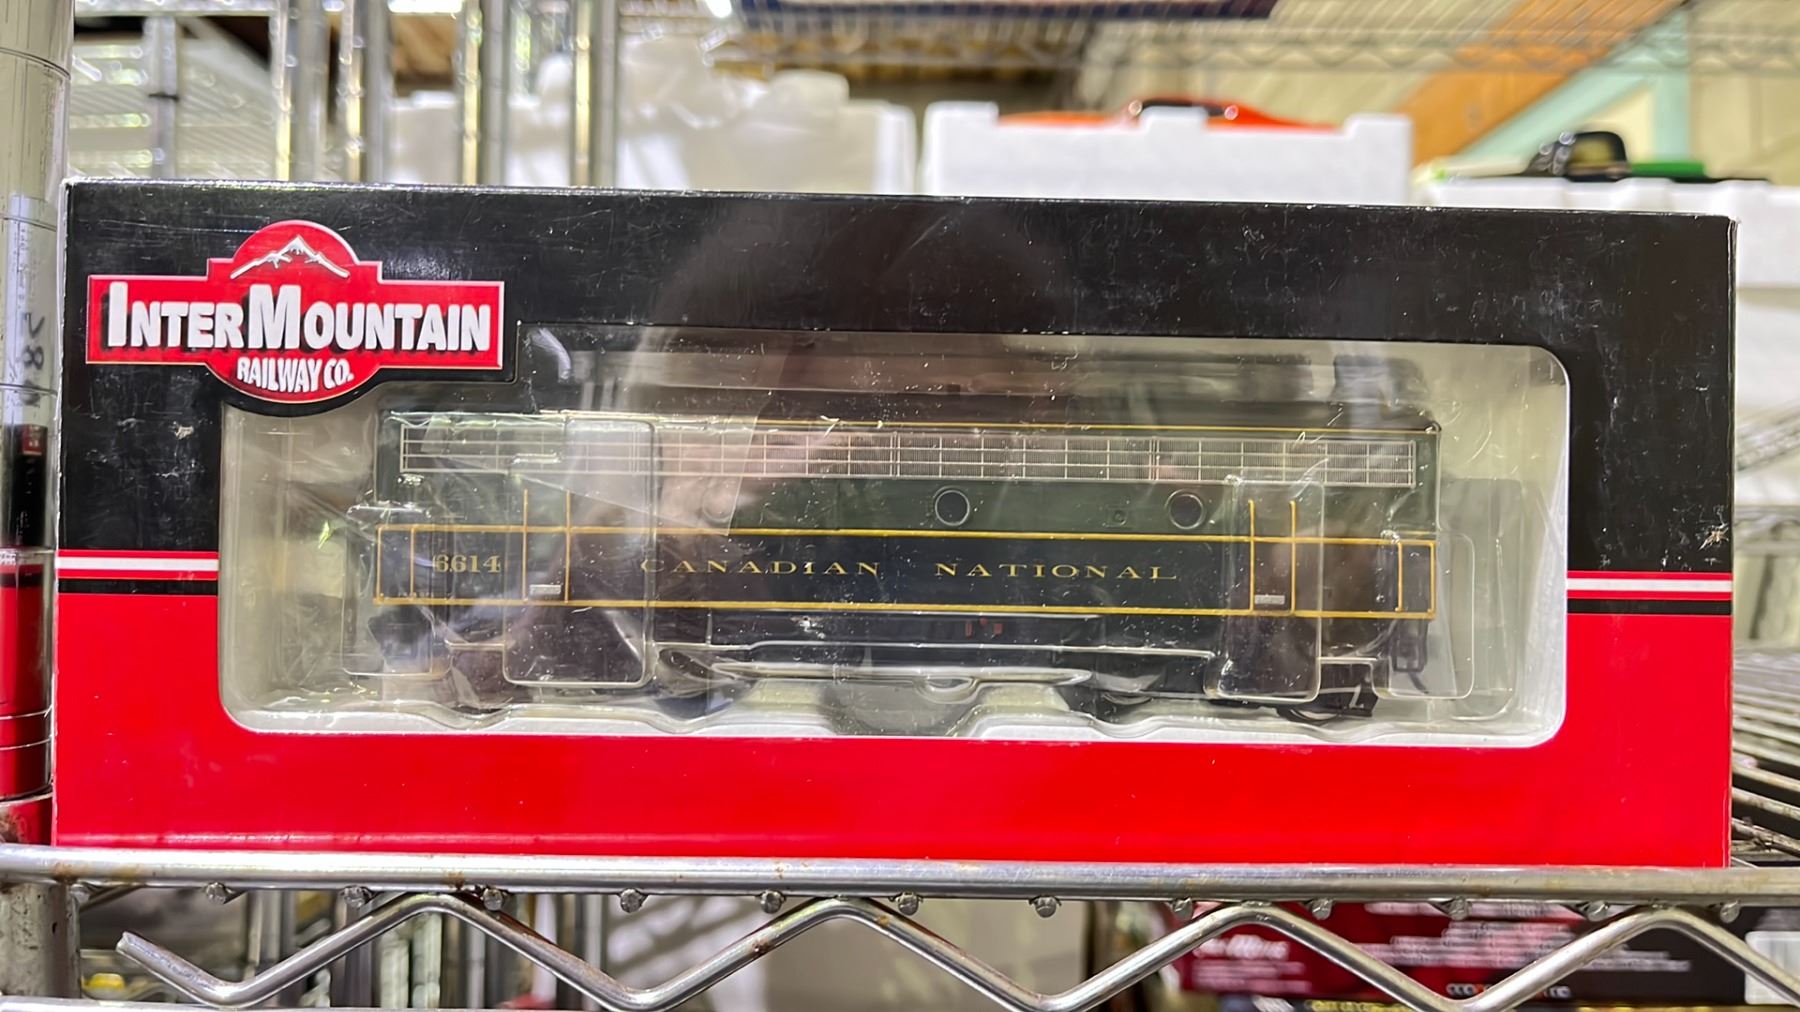 INTERMOUNTAIN
RAILWAY CO.
6614 CANADIAN NATIONAL